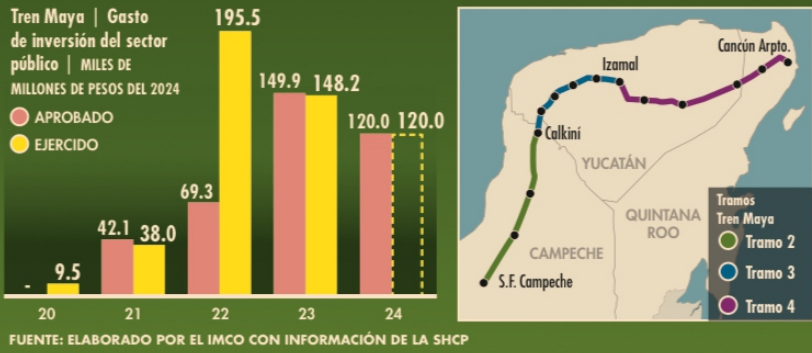 Tren Maya | Gasto
de inversión del sector
público | MILES DE
MILLONES DE PESOS DEL 2024
APROBADO
EJERCIDO
-
9.5
42.1
38.0
69.3
195.5
149.9
148.2
120.0
120.0
20
21
22
23
24
Cancún Arpto.
Izamal
Calkiní
YUCATÁN
QUINTANA
ROO
CAMPECHE
S.F. Campeche
Tramos
Tren Maya
Tramo 2
Tramo 3
Tramo 4
FUENTE: ELABORADO POR EL IMCO CON INFORMACIÓN DE LA SHCP